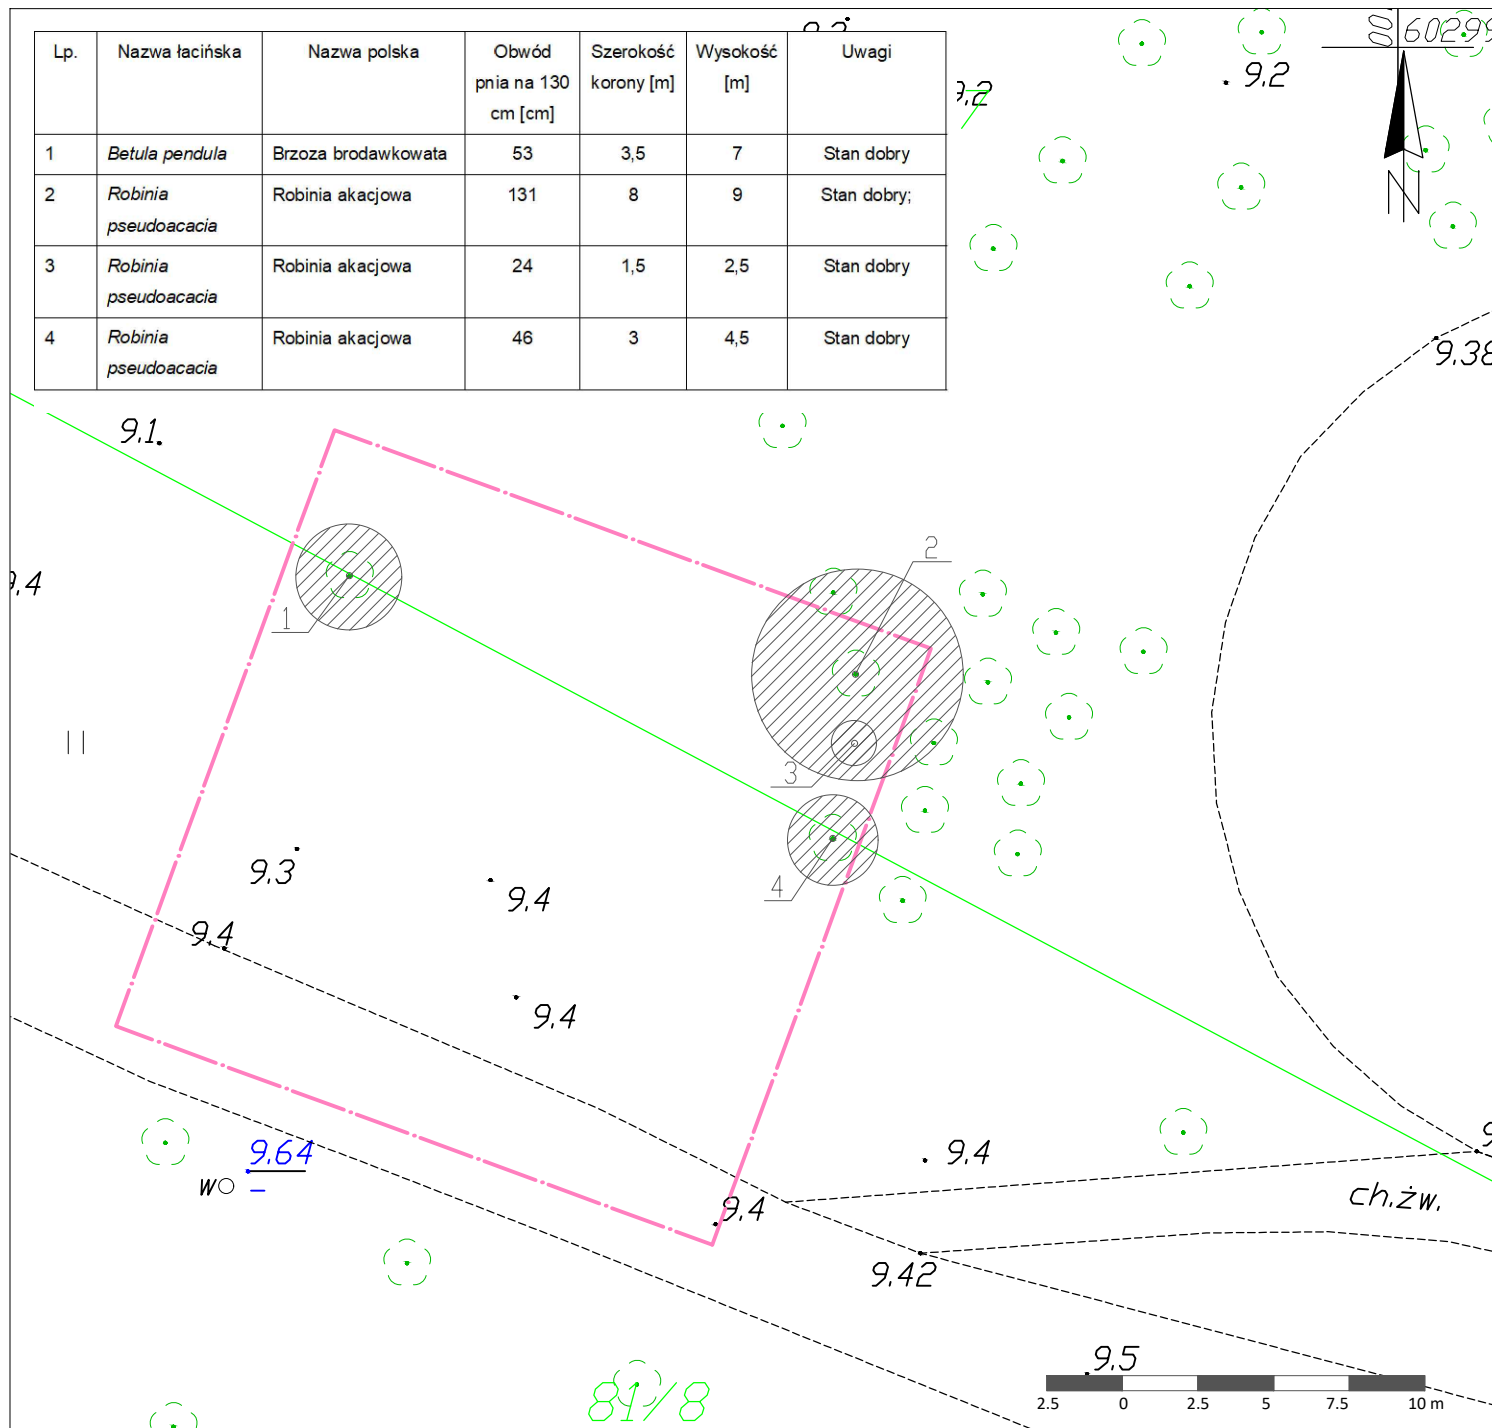 60299
9.2
9.2
Lp. Nazwa łacińska Nazwa polska Obwód pnia na 130 cm [cm] Szerokość korony [m] Wysokość [m] Uwagi
1 Betula pendula Brzoza brodawkowata 53 3,5 7 Stan dobry
2 Robinia pseudoacacia Robinia akacjowa 131 8 9 Stan dobry;
3 Robinia pseudoacacia Robinia akacjowa 24 1,5 2,5 Stan dobry
4 Robinia pseudoacacia Robinia akacjowa 46 3 4,5 Stan dobry
N
9.38
9.1
2
9.4
1
3
9.3
4
9.4
9.4
9.4
9.64
w
9.4
ch.żw.
9.4
9.42
9.5
81/8
2.5 0 2.5 5 7.5 10 m